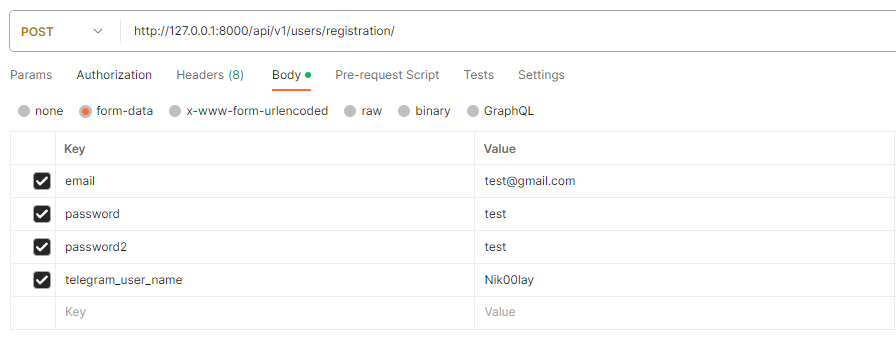 POST http://127.0.0.1:8000/api/v1/users/registration/
Params Authorization Headers (8) Body Pre-request Script Tests Settings
none form-data x-www-form-urlencoded raw binary GraphQL
Key Value
email test@gmail.com
password test
password2 test
telegram_user_name Nik00lay
Key Value